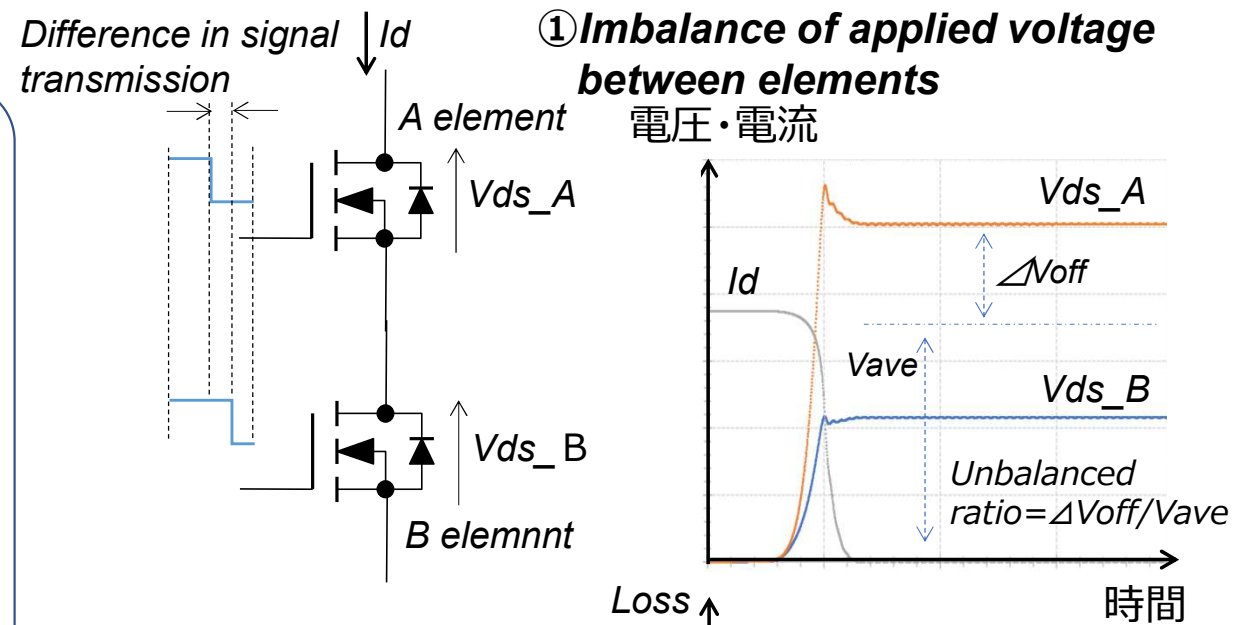 Difference in signal
transmission
Id
A element
Vds_A
Vds_B
B elemnnt
①Imbalance of applied voltage
between elements
電圧・電流
Vds_A
⊿Voff
Id
Vave
Vds_B
Unbalanced
ratio=⊿Voff/Vave
時間
Loss